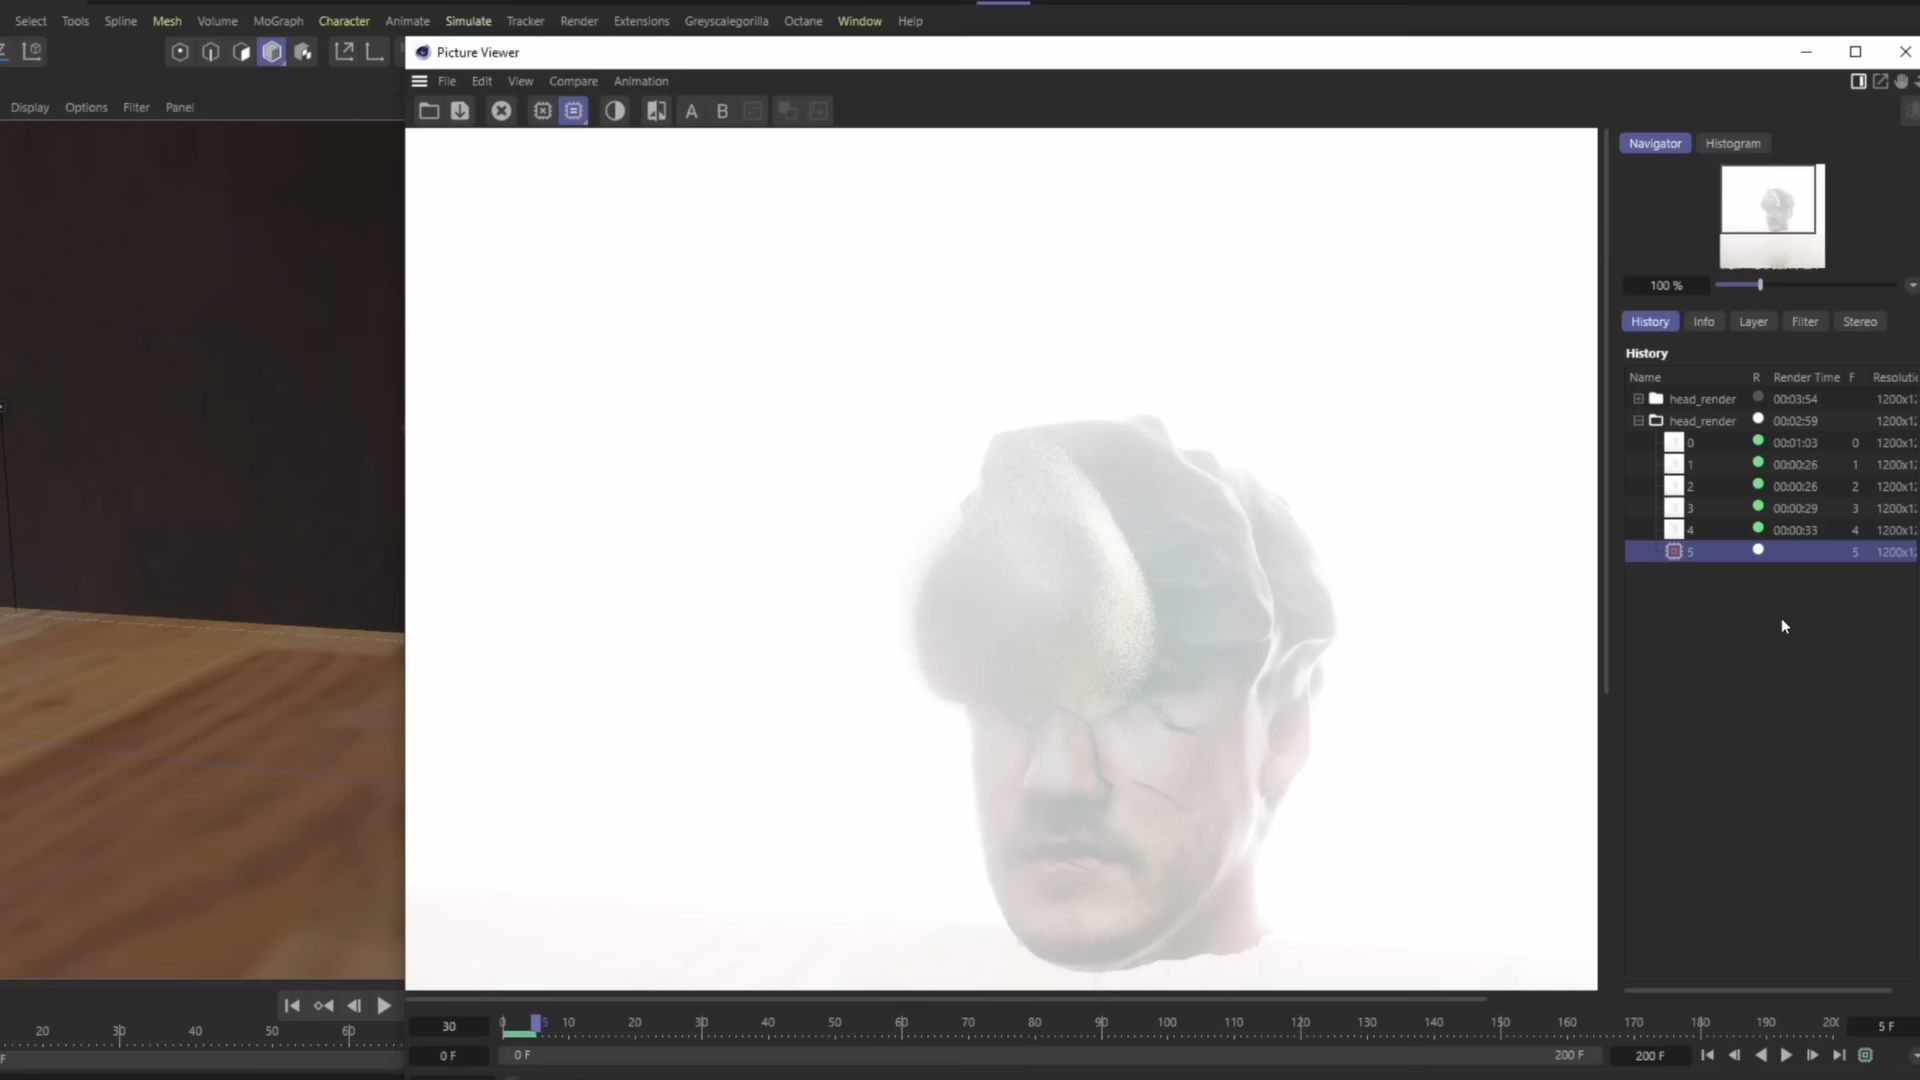 Select Tools Spline Mesh Volume MoGraph Character Animate Simulate Tracker Render Extensions Greyscalegorilla Octane Window Help
Picture Viewer
File Edit View Compare Animation
Display Options Filter Panel
A B
Navigator Histogram
100 %
History Info Layer Filter Stereo
History
Name R Render Time F Resoluti
head_render 00:03:54 1200x1
head_render 00:02:59 1200x1
0 00:01:03 0 1200x1
1 00:00:26 1 1200x1
2 00:00:26 2 1200x1
3 00:00:29 3 1200x1
4 00:00:33 4 1200x1
5 5 1200x1
20 30 40 50 60
F
30 0 5 10 20 30 40 50 60 70 80 90 100 110 120 130 140 150 160 170 180 190 20 5 F
0 F 0 F 200 F 200 F